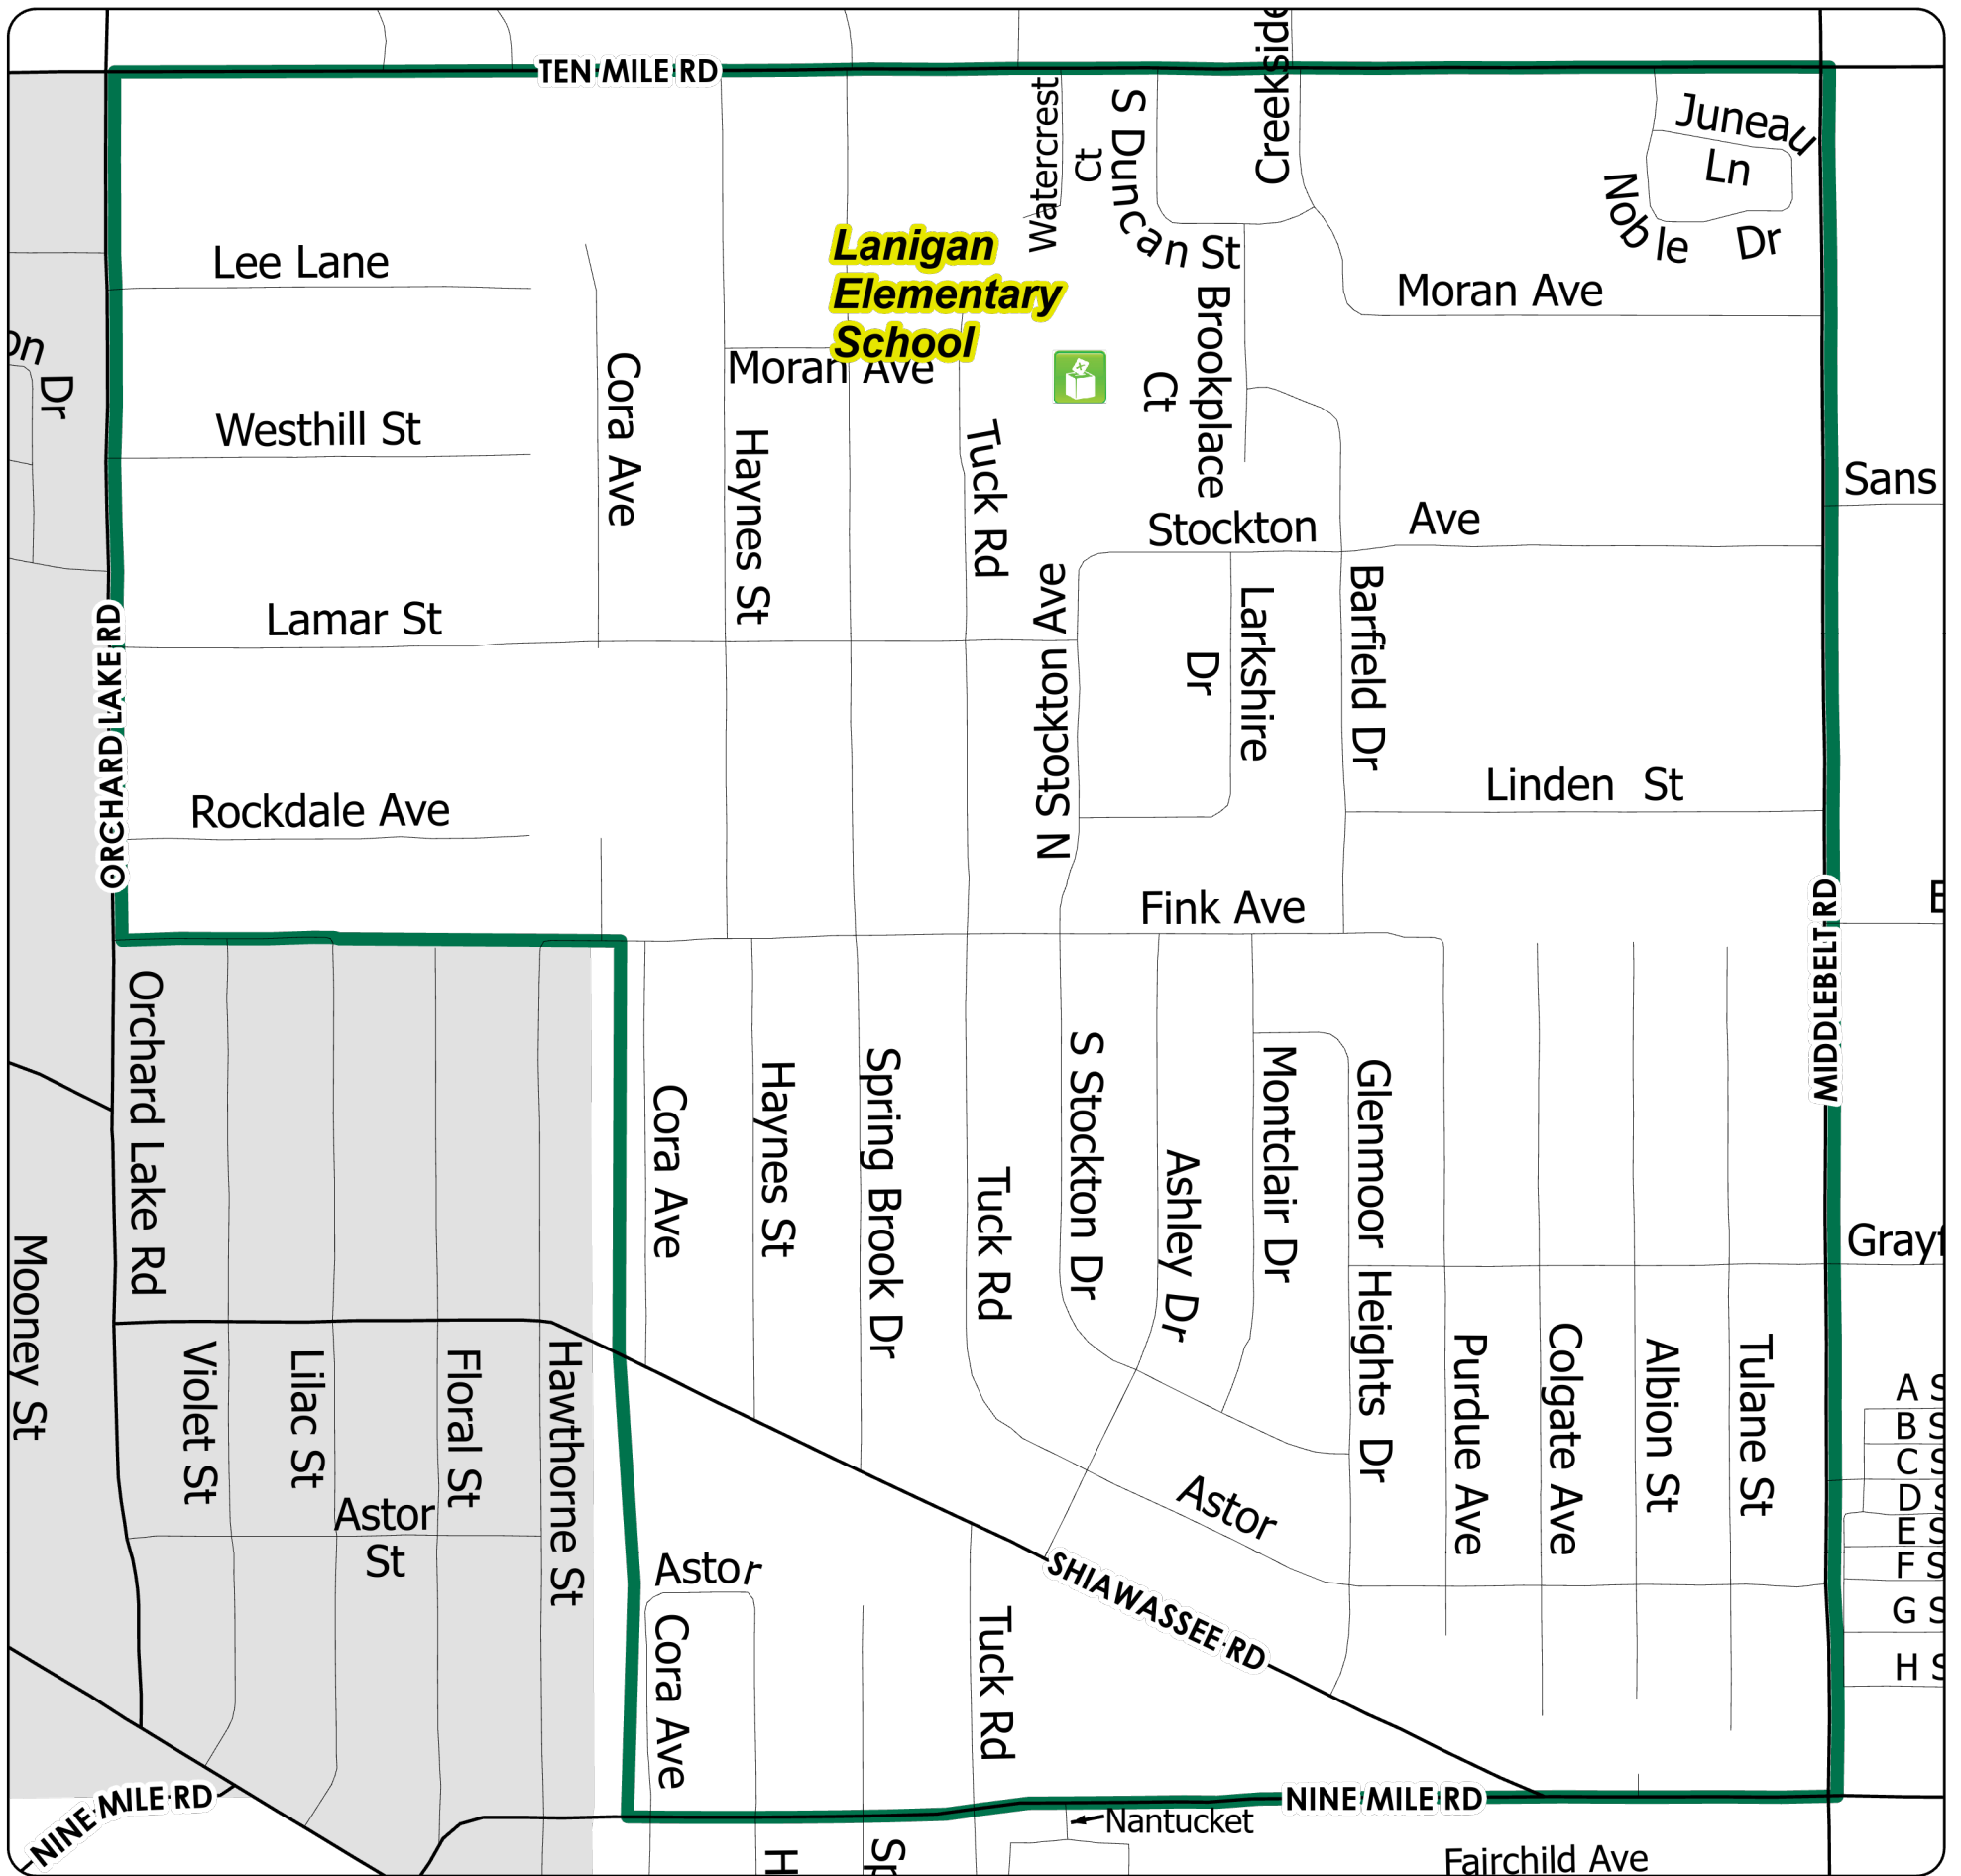 TEN MILE RD
Creekside
Watercrest
Ct
S Duncan St
Juneau
Ln
Noble Dr
Lanigan
Elementary
School
Lee Lane
Moran Ave
Moran Ave
on
Dr
Westhill St
Cora Ave
Haynes St
Tuck Rd
Brookplace
Ct
Sans
Stockton Ave
Lamar St
N Stockton Ave
Larkshire
Dr
Barfield Dr
Linden St
ORCHARD LAKE RD
Rockdale Ave
Fink Ave
MIDDLEBELT RD
Orchard Lake Rd
Cora Ave
Haynes St
Spring Brook Dr
Tuck Rd
S Stockton Dr
Ashley Dr
Montclair Dr
Glenmoor Heights Dr
Mooney St
Violet St
Lilac St
Floral St
Hawthorne St
Purdue Ave
Colgate Ave
Albion St
Tulane St
A S
B S
C S
D S
E S
F S
G S
H S
Astor
St
Astor
Astor
SHIAWASSEE RD
Cora Ave
Tuck Rd
NINE MILE RD
NINE MILE RD
Nantucket
H
Sp
Fairchild Ave